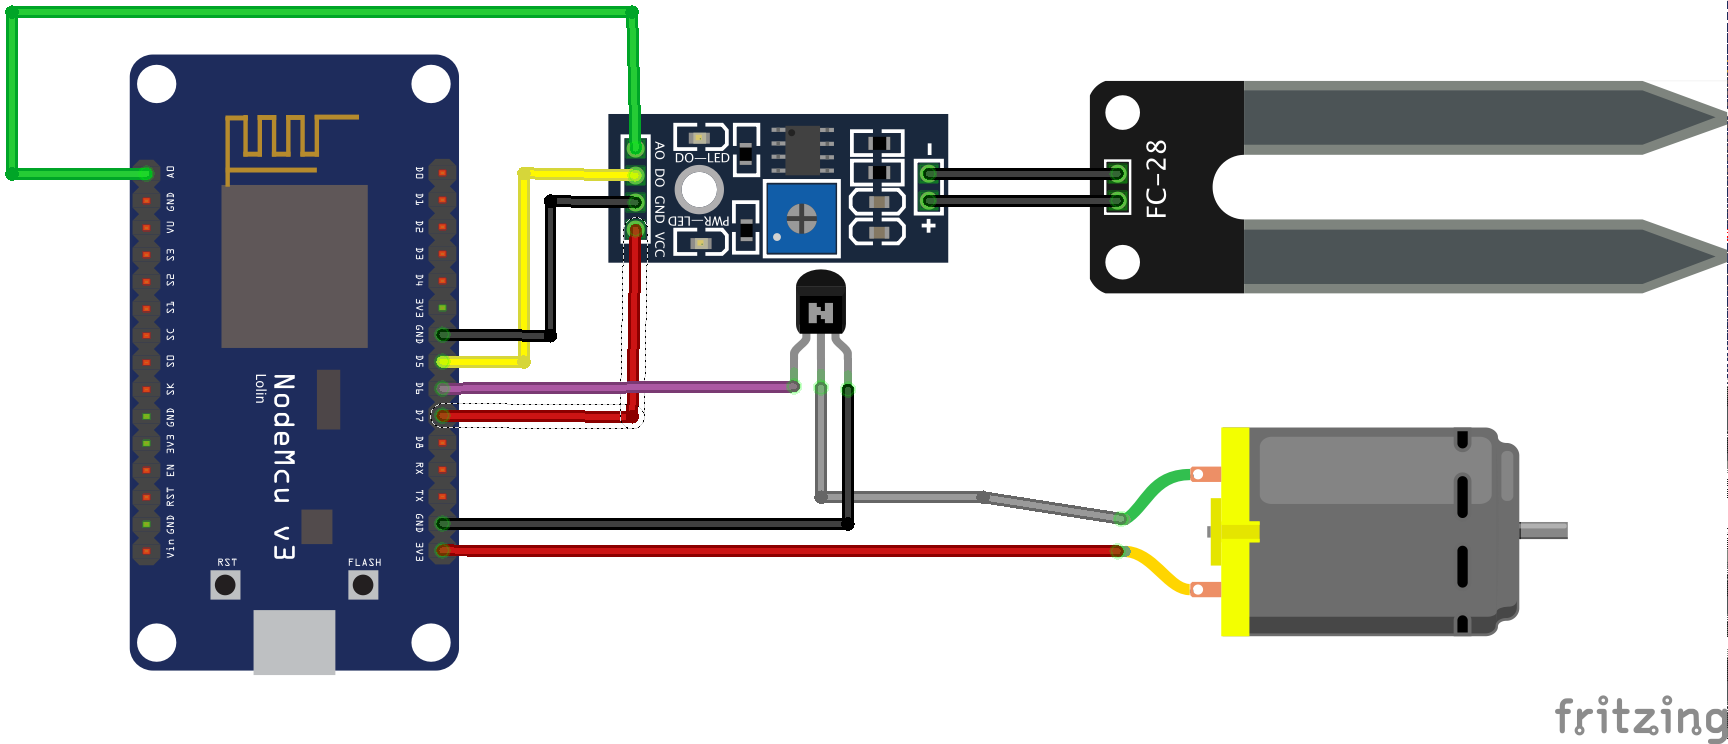 A0
GND
VU
S3
S2
S1
SC
S0
SK
GND
3V3
EN
RST
GND
Vin
D0
D1
D2
D3
D4
3V3
GND
D5
D6
D7
D8
RX
TX
GND
3V3
NodeMcu v3
Lolin
RST
FLASH
AO
DO
GND
VCC
DO-LED
PWR-LED
-
+
N
FC-28
fritzing